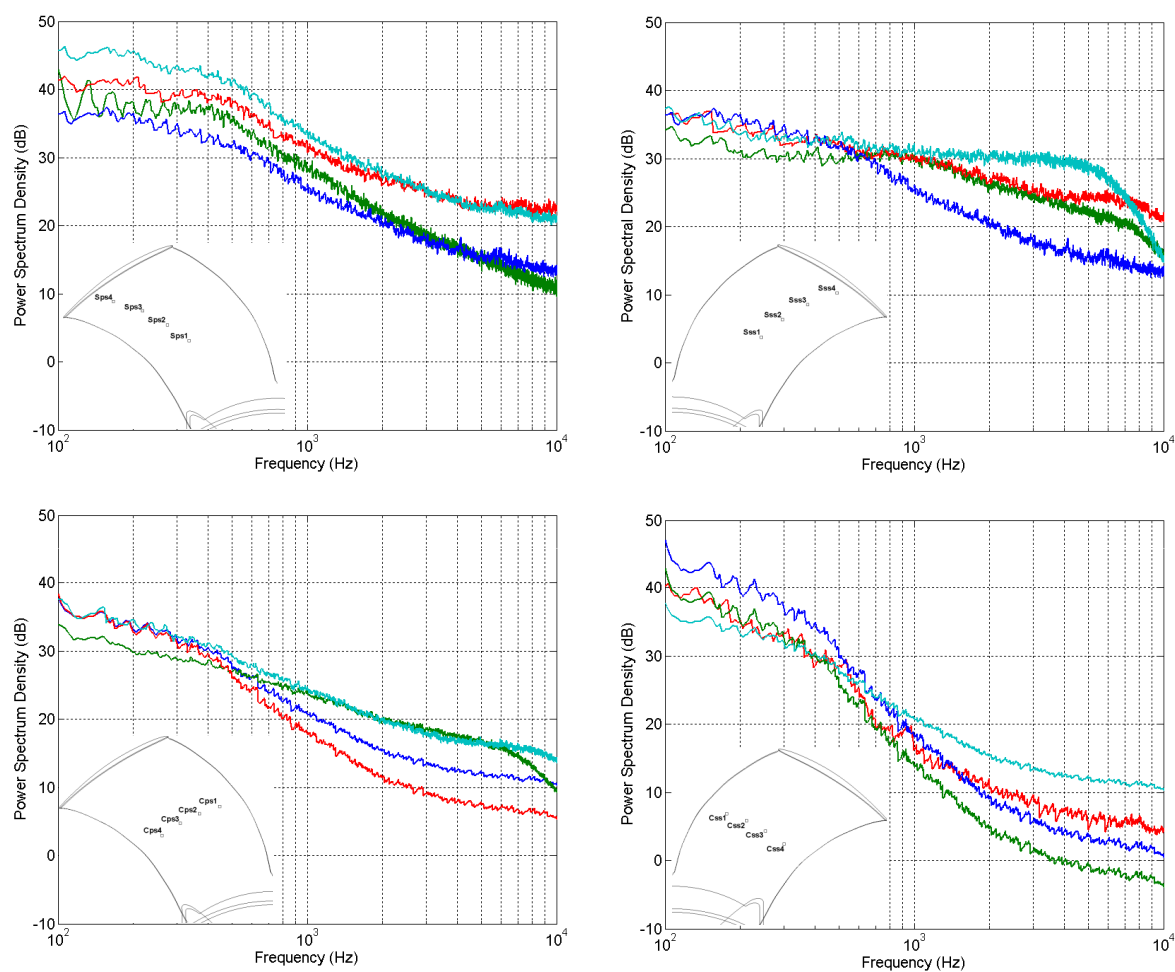 50
40
30
20
10
0
-10
Power Spectrum Density (dB)
Sps4
Sps3
Sps2
Sps1
10^2
10^3
10^4
Frequency (Hz)
50
40
30
20
10
0
-10
Power Spectral Density (dB)
Sss4
Sss3
Sss2
Sss1
10^2
10^3
10^4
Frequency (Hz)
50
40
30
20
10
0
-10
Power Spectrum Density (dB)
Cps1
Cps2
Cps3
Cps4
10^2
10^3
10^4
Frequency (Hz)
50
40
30
20
10
0
-10
Power Spectrum Density (dB)
Css1
Css2
Css3
Css4
10^2
10^3
10^4
Frequency (Hz)